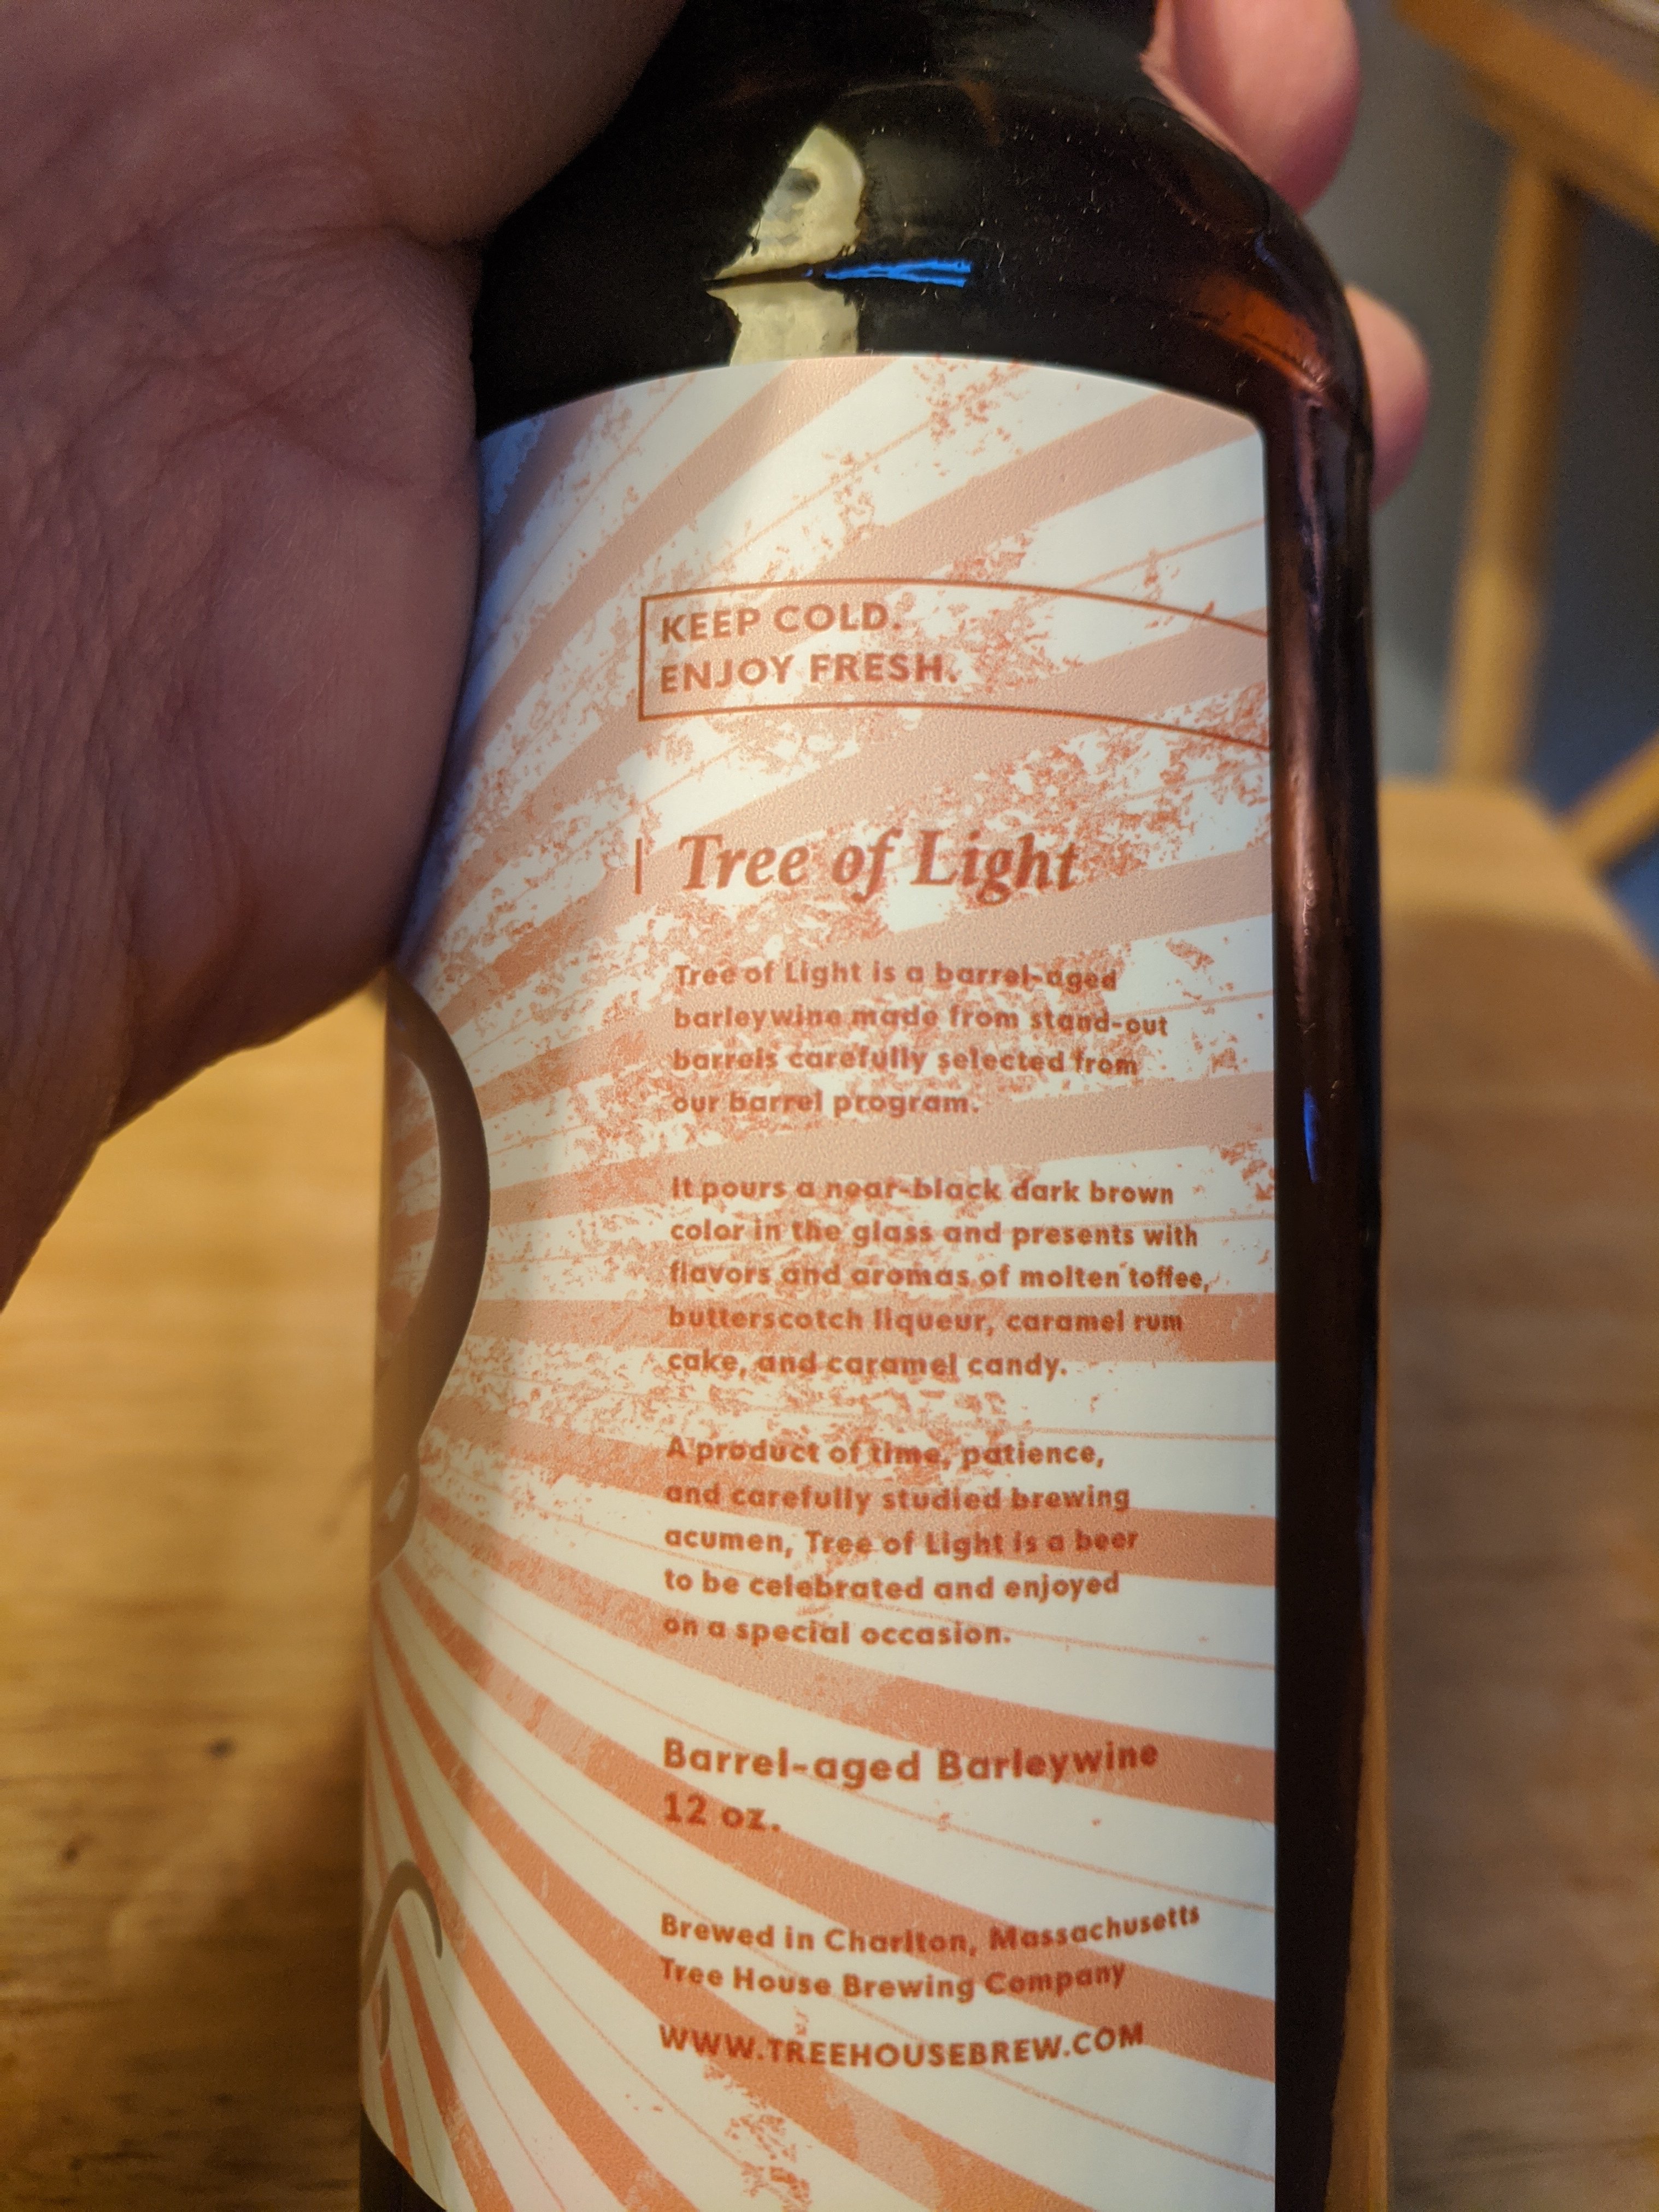 KEEP COLD.
ENJOY FRESH.
Tree of Light
Tree of Light is a barrel-aged
barleywine made from stand-out
barrels carefully selected from
our barrel program.
It pours a near-black dark brown
color in the glass and presents with
flavors and aromas of molten toffee,
butterscotch liqueur, caramel rum
cake, and caramel candy.
A product of time, patience,
and carefully studied brewing
acumen, Tree of Light is a beer
to be celebrated and enjoyed
on a special occasion.
Barrel-aged Barleywine
12 oz.
Brewed in Charlton, Massachusetts
Tree House Brewing Company
WWW.TREEHOUSEBREW.COM